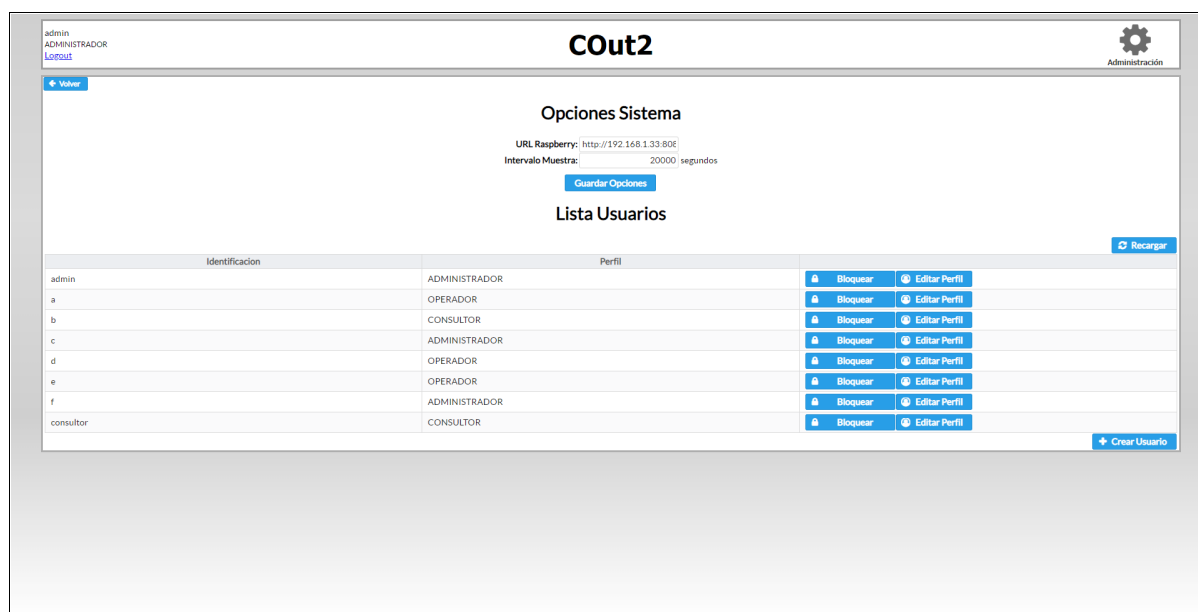 admin
ADMINISTRADOR
Logout
COut2
Administración
Volver
Opciones Sistema
URL Raspberry: http://192.168.1.33:808
Intervalo Muestra: 20000 segundos
Guardar Opciones
Lista Usuarios
Recargar
Identificacion Perfil
admin ADMINISTRADOR Bloquear Editar Perfil
a OPERADOR Bloquear Editar Perfil
b CONSULTOR Bloquear Editar Perfil
c ADMINISTRADOR Bloquear Editar Perfil
d OPERADOR Bloquear Editar Perfil
e OPERADOR Bloquear Editar Perfil
f ADMINISTRADOR Bloquear Editar Perfil
consultor CONSULTOR Bloquear Editar Perfil
Crear Usuario